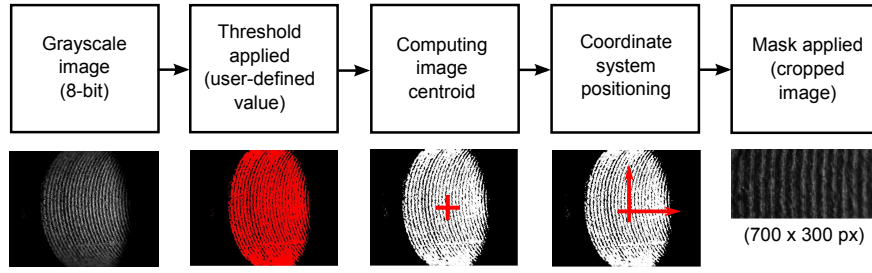 Grayscale
image
(8-bit)
Threshold
applied
(user-defined
value)
Computing
image
centroid
Coordinate
system
positioning
Mask applied
(cropped
image)
(700 x 300 px)